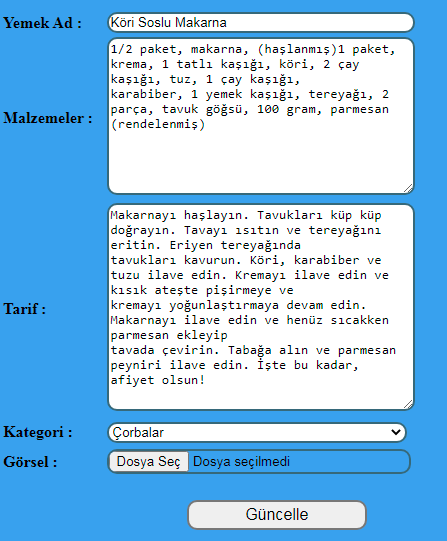 Yemek Ad :
Köri Soslu Makarna
Malzemeler :
1/2 paket, makarna, (haşlanmış)1 paket,
krema, 1 tatlı kaşığı, köri, 2 çay
kaşığı, tuz, 1 çay kaşığı,
karabiber, 1 yemek kaşığı, tereyağı, 2
parça, tavuk göğsü, 100 gram, parmesan
(rendelenmiş)
Tarif :
Makarnayı haşlayın. Tavukları küp küp
doğrayın. Tavayı ısıtın ve tereyağını
eritin. Eriyen tereyağında
tavukları kavurun. Köri, karabiber ve
tuzu ilave edin. Kremayı ilave edin ve
kısık ateşte pişirmeye ve
kremayı yoğunlaştırmaya devam edin.
Makarnayı ilave edin ve henüz sıcakken
parmesan ekleyip
tavada çevirin. Tabağa alın ve parmesan
peyniri ilave edin. İşte bu kadar,
afiyet olsun!
Kategori :
Çorbalar
Görsel :
Dosya Seç Dosya seçilmedi
Güncelle